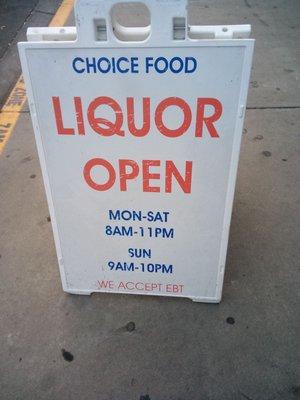 CHOICE FOOD
LIQUOR
OPEN
MON-SAT
8AM-11PM
SUN
9AM-10PM
WE ACCEPT EBT